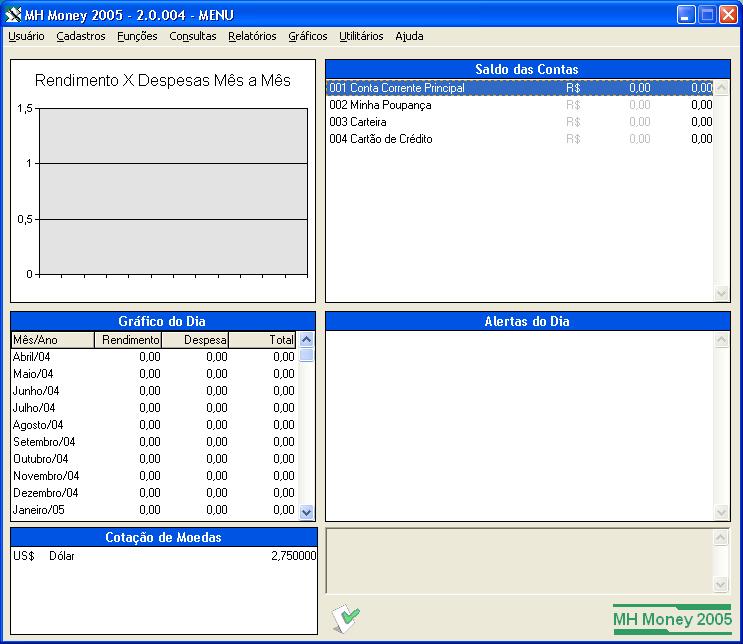 MH Money 2005 - 2.0.004 - MENU
Usuário Cadastros Funções Consultas Relatórios Gráficos Utilitários Ajuda
Rendimento X Despesas Mês a Mês
1,5
1
0,5
0
Saldo das Contas
001 Conta Corrente Principal R$ 0,00 0,00
002 Minha Poupança R$ 0,00 0,00
003 Carteira R$ 0,00 0,00
004 Cartão de Crédito R$ 0,00 0,00
Gráfico do Dia
Mês/Ano Rendimento Despesa Total
Abril/04 0,00 0,00 0,00
Maio/04 0,00 0,00 0,00
Junho/04 0,00 0,00 0,00
Julho/04 0,00 0,00 0,00
Agosto/04 0,00 0,00 0,00
Setembro/04 0,00 0,00 0,00
Outubro/04 0,00 0,00 0,00
Novembro/04 0,00 0,00 0,00
Dezembro/04 0,00 0,00 0,00
Janeiro/05 0,00 0,00 0,00
Alertas do Dia
Cotação de Moedas
US$ Dólar 2,750000
MH Money 2005